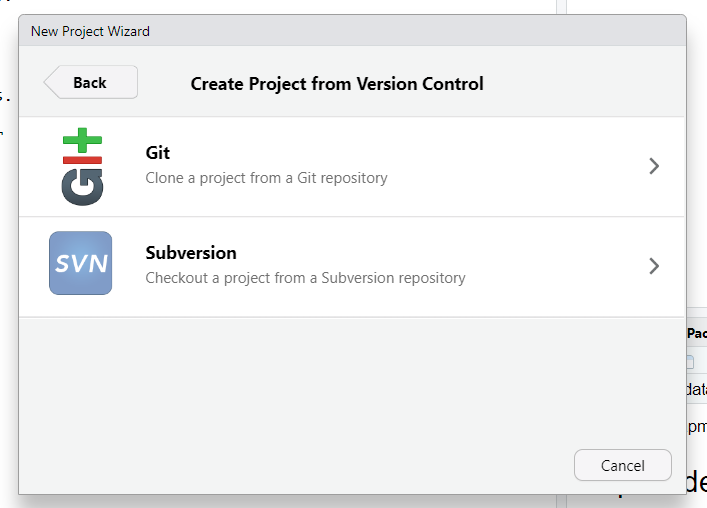 New Project Wizard
Back
Create Project from Version Control
Git
Git
Clone a project from a Git repository
SVN
Subversion
Checkout a project from a Subversion repository
Pac
data
pm
Cancel
de